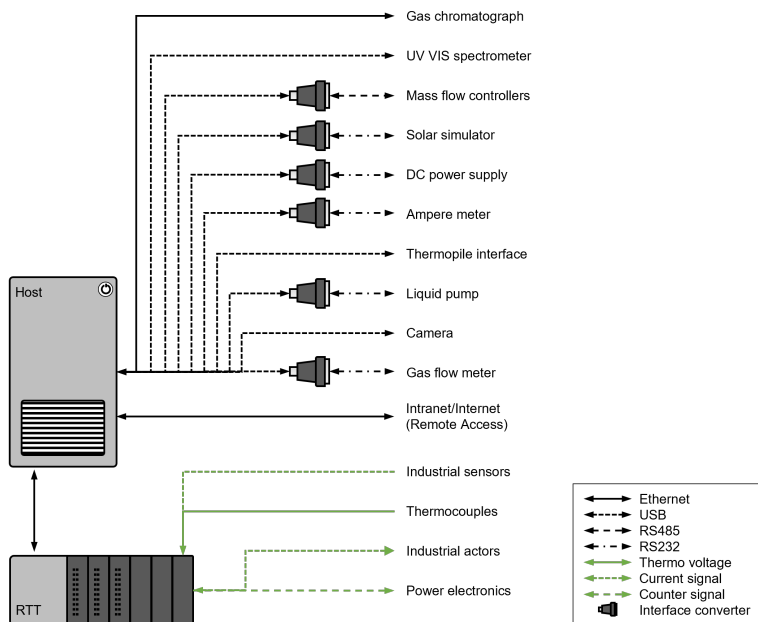 Gas chromatograph
UV VIS spectrometer
Mass flow controllers
Solar simulator
DC power supply
Ampere meter
Thermopile interface
Host
Liquid pump
Camera
Gas flow meter
Intranet/Internet
(Remote Access)
Industrial sensors
Thermocouples
Industrial actors
Power electronics
RTT
Ethernet
USB
RS485
RS232
Thermo voltage
Current signal
Counter signal
Interface converter